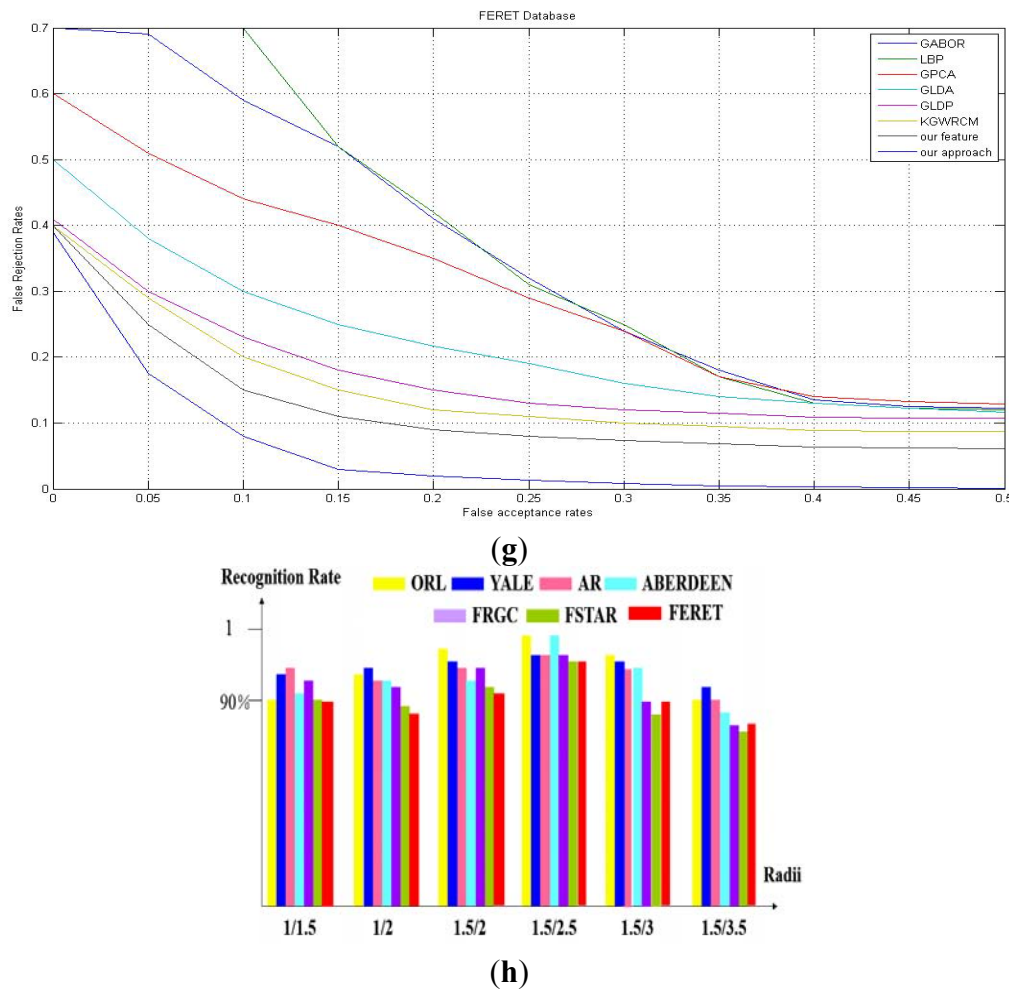 FERET Database
0.7
0.6
0.5
0.4
0.3
0.2
0.1
0
False Rejection Rates
GABOR
LBP
GPCA
GLDA
GLDP
KGWRCM
our feature
our approach
0 0.05 0.1 0.15 0.2 0.25 0.3 0.35 0.4 0.45 0.5
False acceptance rates
(g)
Recognition Rate ORL YALE AR ABERDEEN
FRGC FSTAR FERET
1
90%
Radii
1/1.5 1/2 1.5/2 1.5/2.5 1.5/3 1.5/3.5
(h)